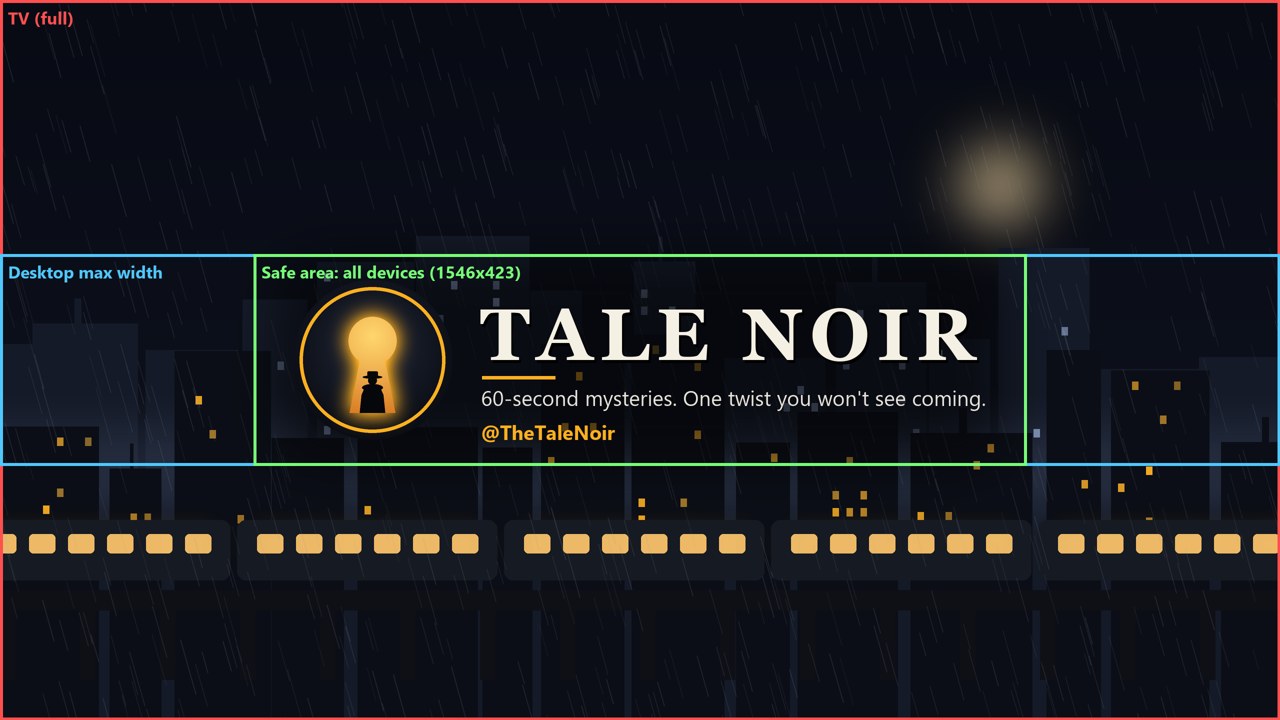 TV (full)
Desktop max width
Safe area: all devices (1546x423)
TALE NOIR
60-second mysteries. One twist you won't see coming.
@TheTaleNoir